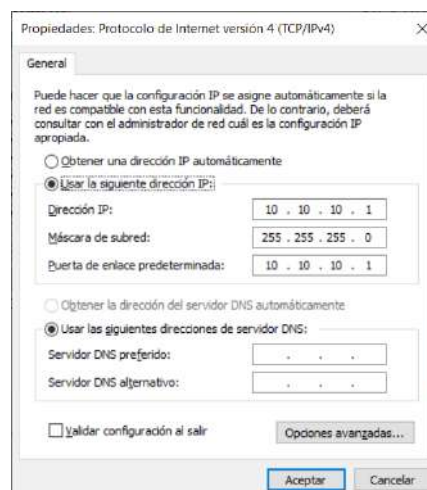 Propiedades: Protocolo de Internet versión 4 (TCP/IPv4)
General
Puede hacer que la configuración IP se asigne automáticamente si la
red es compatible con esta funcionalidad. De lo contrario, deberá
consultar con el administrador de red cuál es la configuración IP
apropiada.
Obtener una dirección IP automáticamente
Usar la siguiente dirección IP:
Dirección IP: 10 . 10 . 10 . 1
Máscara de subred: 255 . 255 . 255 . 0
Puerta de enlace predeterminada: 10 . 10 . 10 . 1
Obtener la dirección del servidor DNS automáticamente
Usar las siguientes direcciones de servidor DNS:
Servidor DNS preferido: . . .
Servidor DNS alternativo: . . .
Validar configuración al salir
Opciones avanzadas...
Aceptar Cancelar